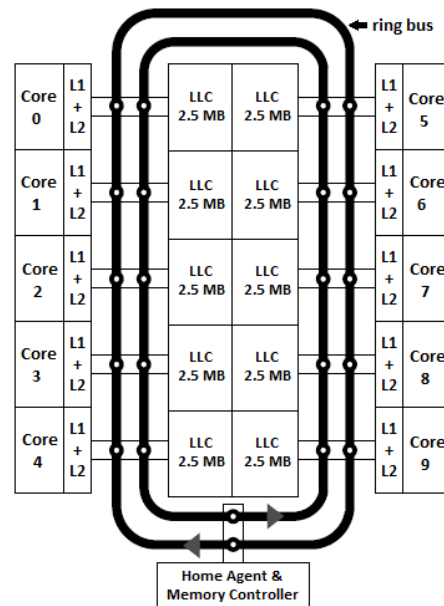 ring bus
Core
0
L1
+
L2
LLC
2.5 MB
LLC
2.5 MB
L1
+
L2
Core
5
Core
1
L1
+
L2
LLC
2.5 MB
LLC
2.5 MB
L1
+
L2
Core
6
Core
2
L1
+
L2
LLC
2.5 MB
LLC
2.5 MB
L1
+
L2
Core
7
Core
3
L1
+
L2
LLC
2.5 MB
LLC
2.5 MB
L1
+
L2
Core
8
Core
4
L1
+
L2
LLC
2.5 MB
LLC
2.5 MB
L1
+
L2
Core
9
Home Agent &
Memory Controller